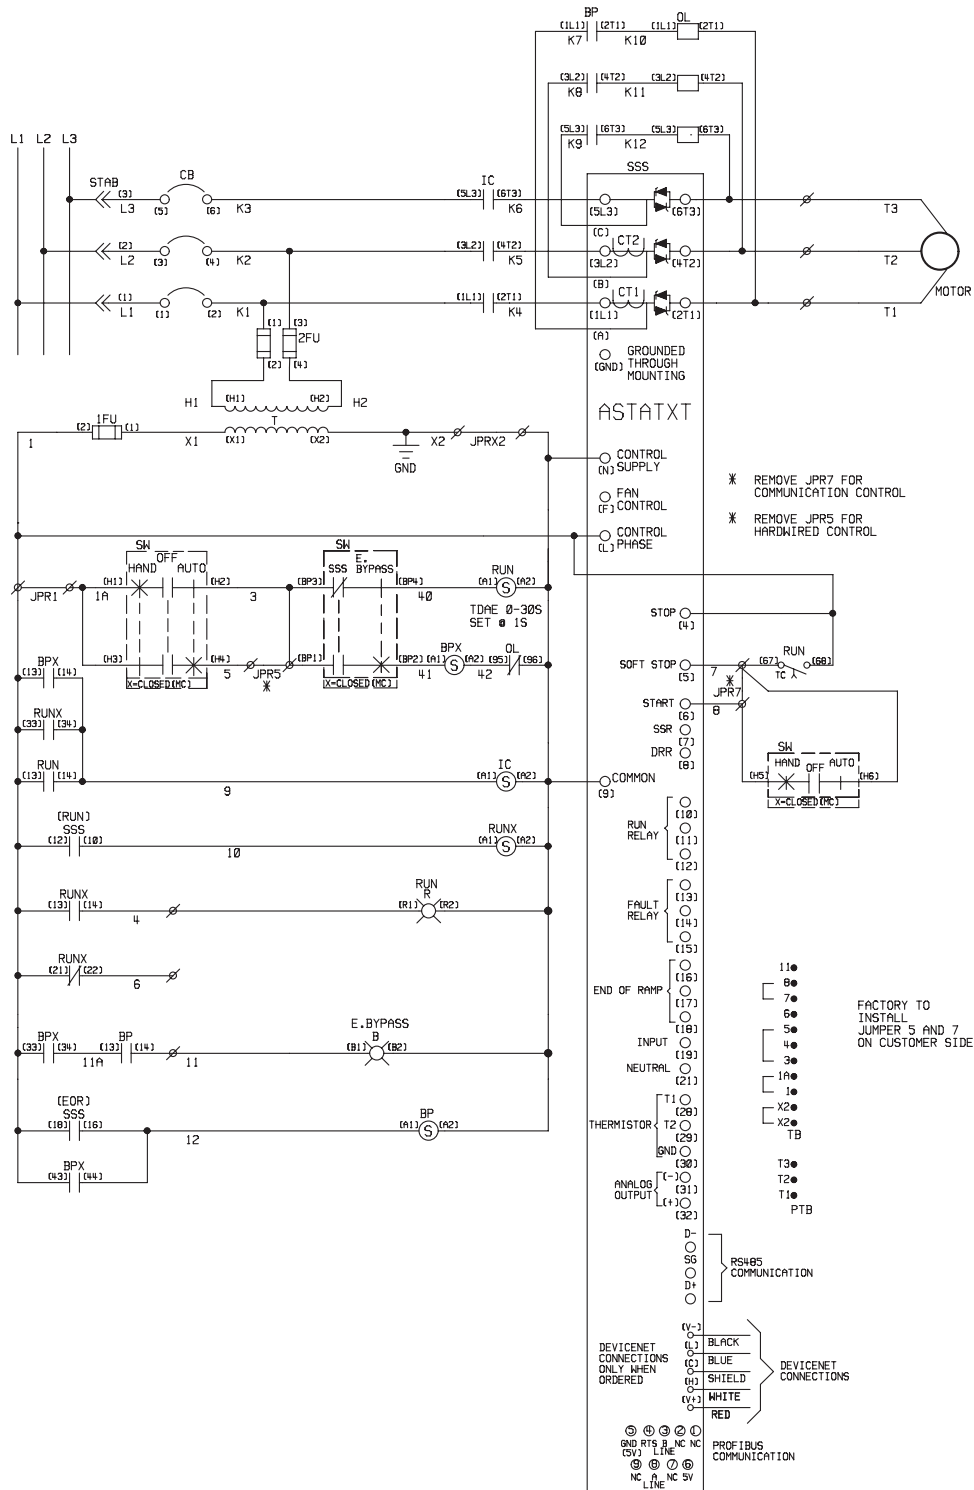 BP
OL
(1L1) (2T1) (1L1) (2T1)
K7 K10
(3L2) (4T2) (3L2) (4T2)
K8 K11
(5L3) (6T3) (5L3) (6T3)
K9 K12
SSS
L1 L2 L3
STAB (3)
L3
CB
(5) (6) K3
IC
(5L3) (6T3)
K6
(5L3) (6T3)
T3
(2)
L2
(3) (4) K2
(3L2) (4T2)
K5
(C)
(3L2) CT2 (4T2)
T2
(1)
L1
(1) (2) K1
(1L1) (2T1)
K4
(B)
(1L1) CT1 (2T1)
T1
MOTOR
(A)
(1) (3)
2FU
(2) (4)
(GND) GROUNDED
THROUGH
MOUNTING
H1 (H1) (H2) H2
ASTATXT
T
1 (2) 1FU (1) X1 (X1) (X2) X2 JPRX2
GND
(N) CONTROL
SUPPLY
(F) FAN
CONTROL
(L) CONTROL
PHASE
* REMOVE JPR7 FOR
COMMUNICATION CONTROL
* REMOVE JPR5 FOR
HARDWIRED CONTROL
SW
HAND OFF AUTO
SW
SSS E.
BYPASS
JPR1 1A (H1) (H2) 3 (BP3) (BP4) 40
RUN
(A1) S (A2)
TDAE 0-30S
SET @ 1S
(H3) (H4) 5 JPR5 * (BP1) (BP2) 41
BPX
(A1) S (A2) 42
OL
(95) (96)
X-CLOSED(MC)
X-CLOSED(MC)
STOP
(4)
SOFT STOP
(5)
7
*
JPR7
(67) RUN (68)
TC
START
(6)
8
SSR
(7)
DRR
(8)
SW
HAND OFF AUTO
(H5) (H6)
X-CLOSED(MC)
BPX
(13) (14)
RUNX
(33) (34)
RUN
(13) (14)
9
IC
(A1) S (A2)
COMMON
(9)
(RUN)
SSS
(12) (10)
10
RUNX
(A1) S (A2)
RUN
RELAY
(10)
(11)
(12)
RUNX
(13) (14)
4
RUN
R
(R1) (R2)
FAULT
RELAY
(13)
(14)
(15)
RUNX
(21) (22)
6
END OF RAMP
(16)
(17)
(18)
BPX
(33) (34)
11A
BP
(13) (14)
11
E.BYPASS
B
(B1) (B2)
INPUT
(19)
NEUTRAL
(21)
(EOR)
SSS
(18) (16)
12
BP
(A1) S (A2)
BPX
(43) (44)
THERMISTOR
T1
(28)
T2
(29)
GND
(30)
ANALOG
OUTPUT
(-)
(31)
(+)
(32)
11
8
7
6
5
4
3
1A
1
X2
X2
TB
T3
T2
T1
PTB
FACTORY TO
INSTALL
JUMPER 5 AND 7
ON CUSTOMER SIDE
D-
SG
D+
RS485
COMMUNICATION
DEVICENET
CONNECTIONS
ONLY WHEN
ORDERED
(V-)
BLACK
(L)
BLUE
(C)
SHIELD
(H)
WHITE
(V+)
RED
DEVICENET
CONNECTIONS
5 4 3 2 1
GND RTS B NC NC
(5V) LINE
9 8 7 6
NC A NC 5V
LINE
PROFIBUS
COMMUNICATION